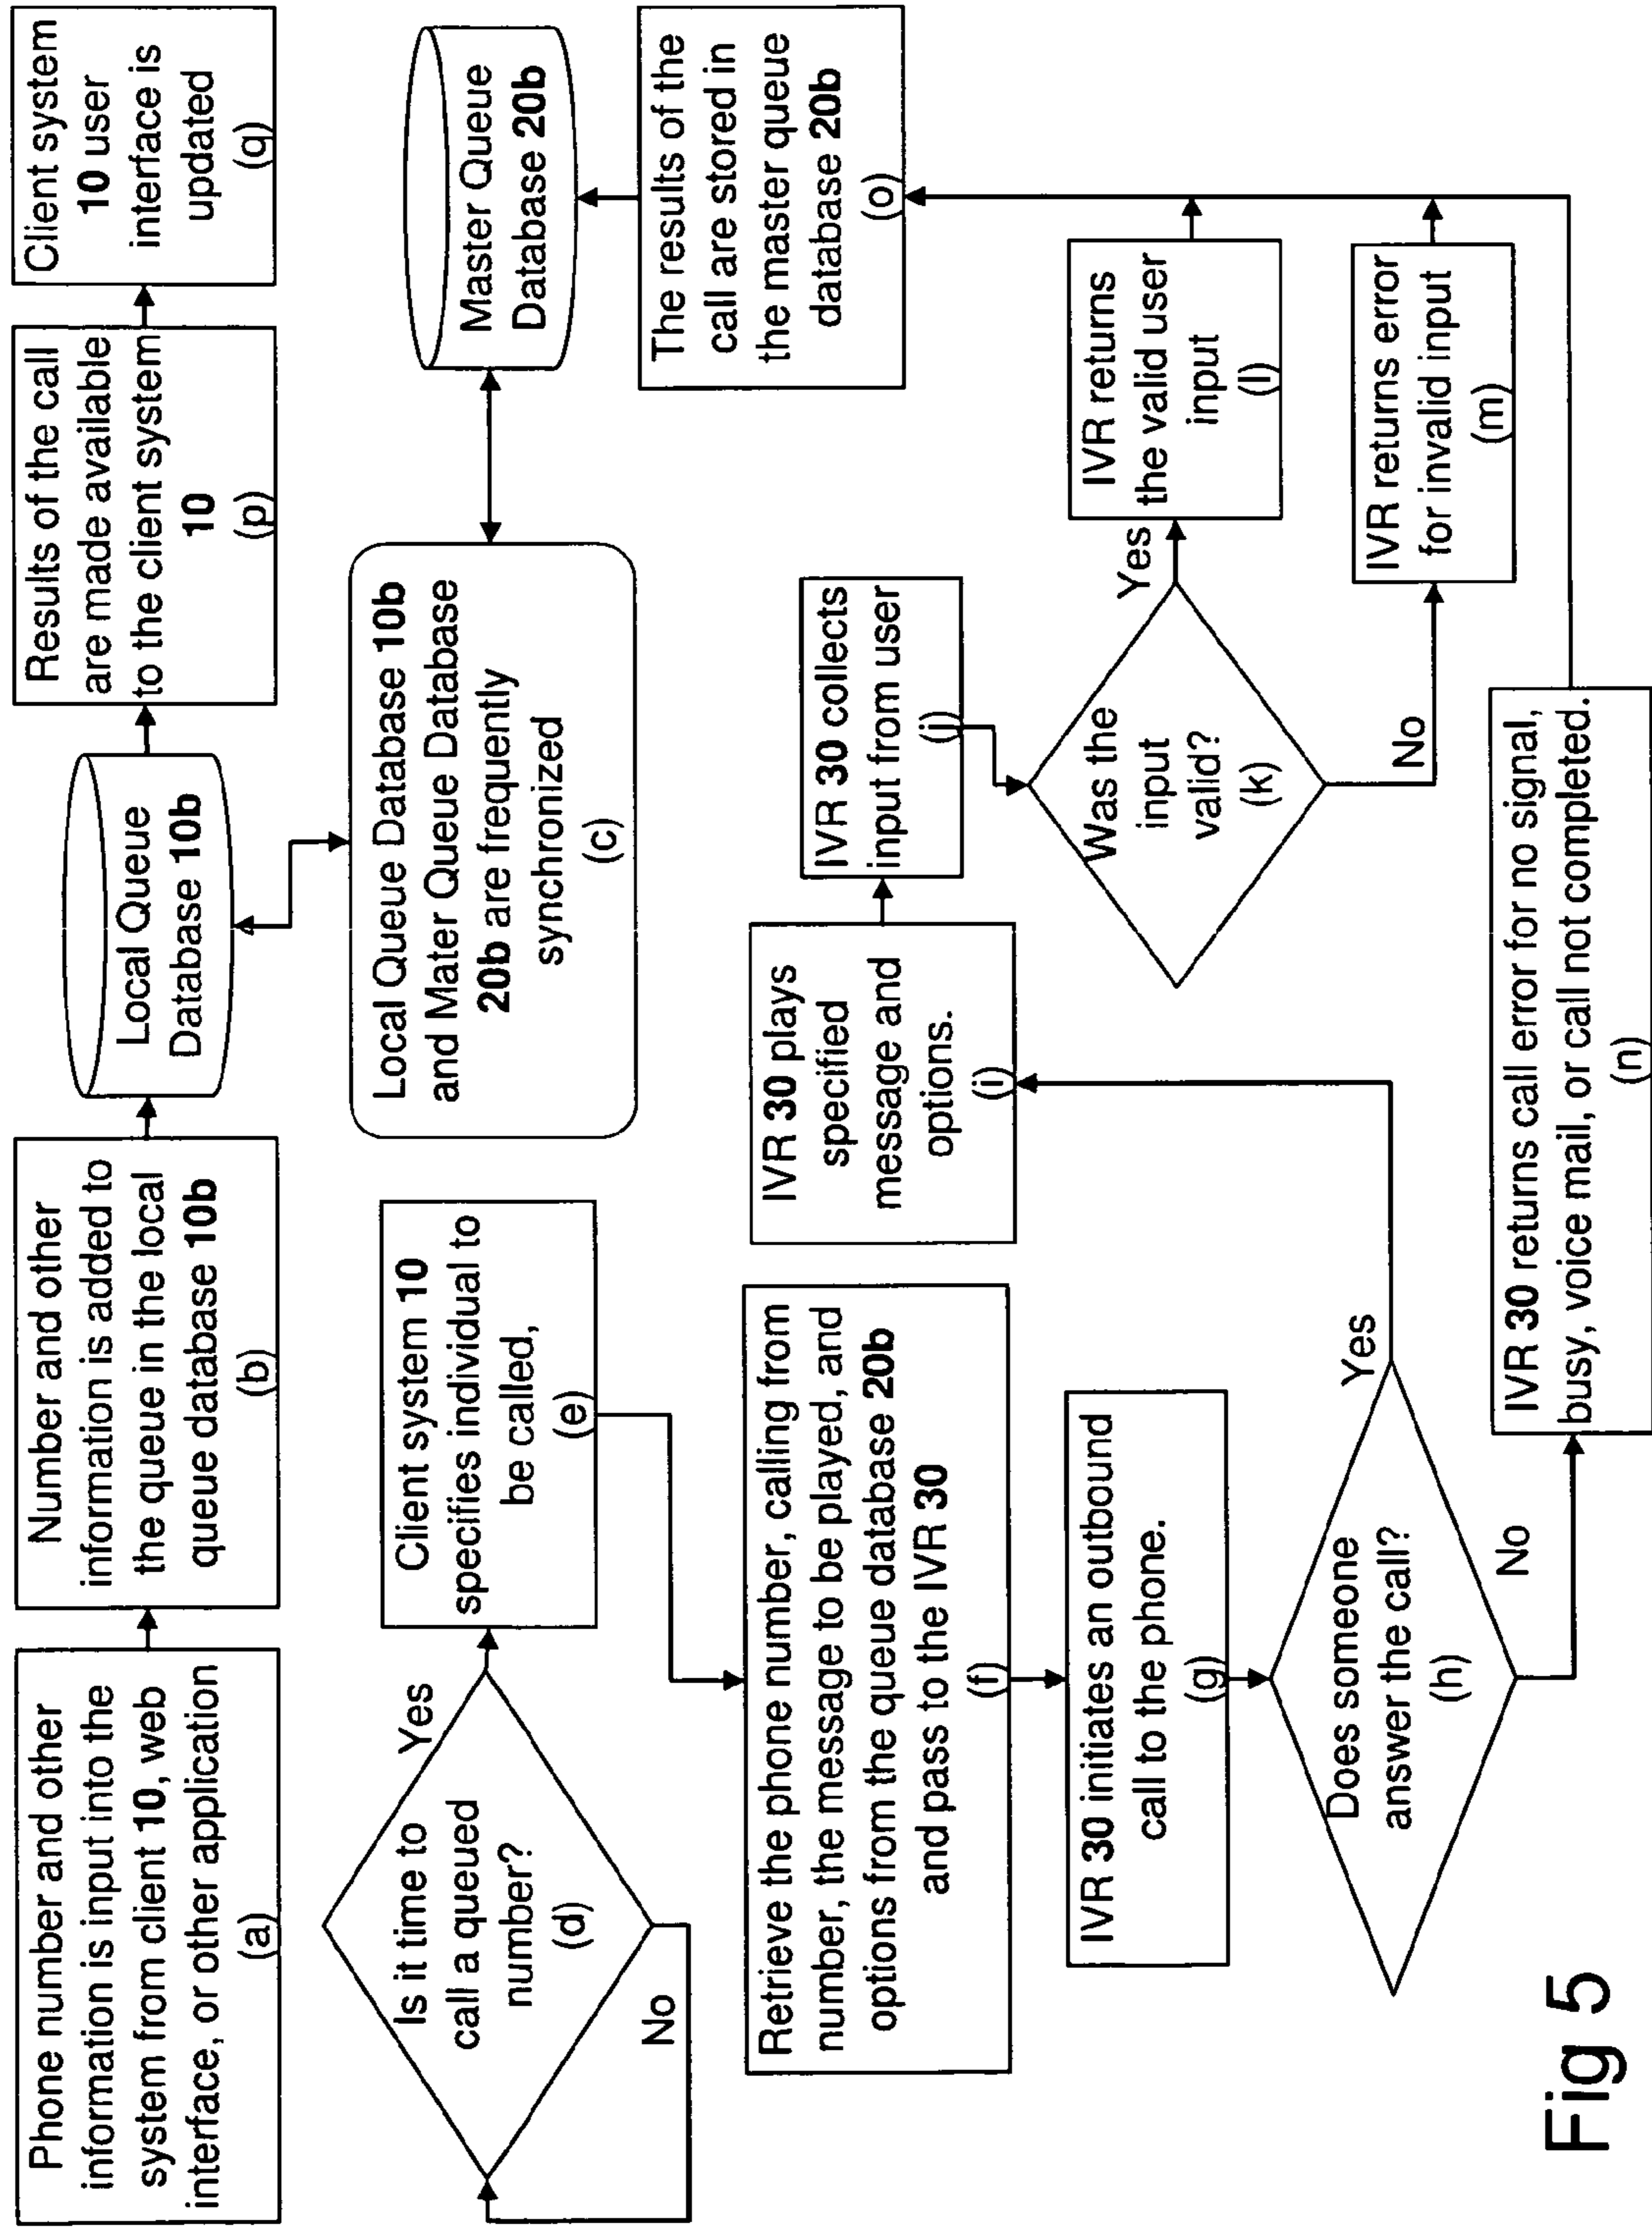 Phone number and other
information is input into the
system from client 10, web
interface, or other application
(a)
Number and other
information is added to
the queue in the local
queue database 10b
(b)
Local Queue
Database 10b
Results of the call
are made available
to the client system
10
(p)
Client system
10 user
interface is
updated
(q)
Local Queue Database 10b
and Mater Queue Database
20b are frequently
synchronized
(c)
Master Queue
Database 20b
Is it time to
call a queued
number?
(d)
Yes
No
Client system 10
specifies individual to
be called,
(e)
Retrieve the phone number, calling from
number, the message to be played, and
options from the queue database 20b
and pass to the IVR 30
(f)
IVR 30 initiates an outbound
call to the phone.
(g)
Does someone
answer the call?
(h)
Yes
No
IVR 30 plays
specified
message and
options.
(i)
IVR 30 collects
input from user
(j)
Was the
input
valid?
(k)
Yes
No
IVR returns
the valid user
input
(l)
IVR returns error
for invalid input
(m)
IVR 30 returns call error for no signal,
busy, voice mail, or call not completed.
(n)
The results of the
call are stored in
the master queue
database 20b
(o)
Fig 5